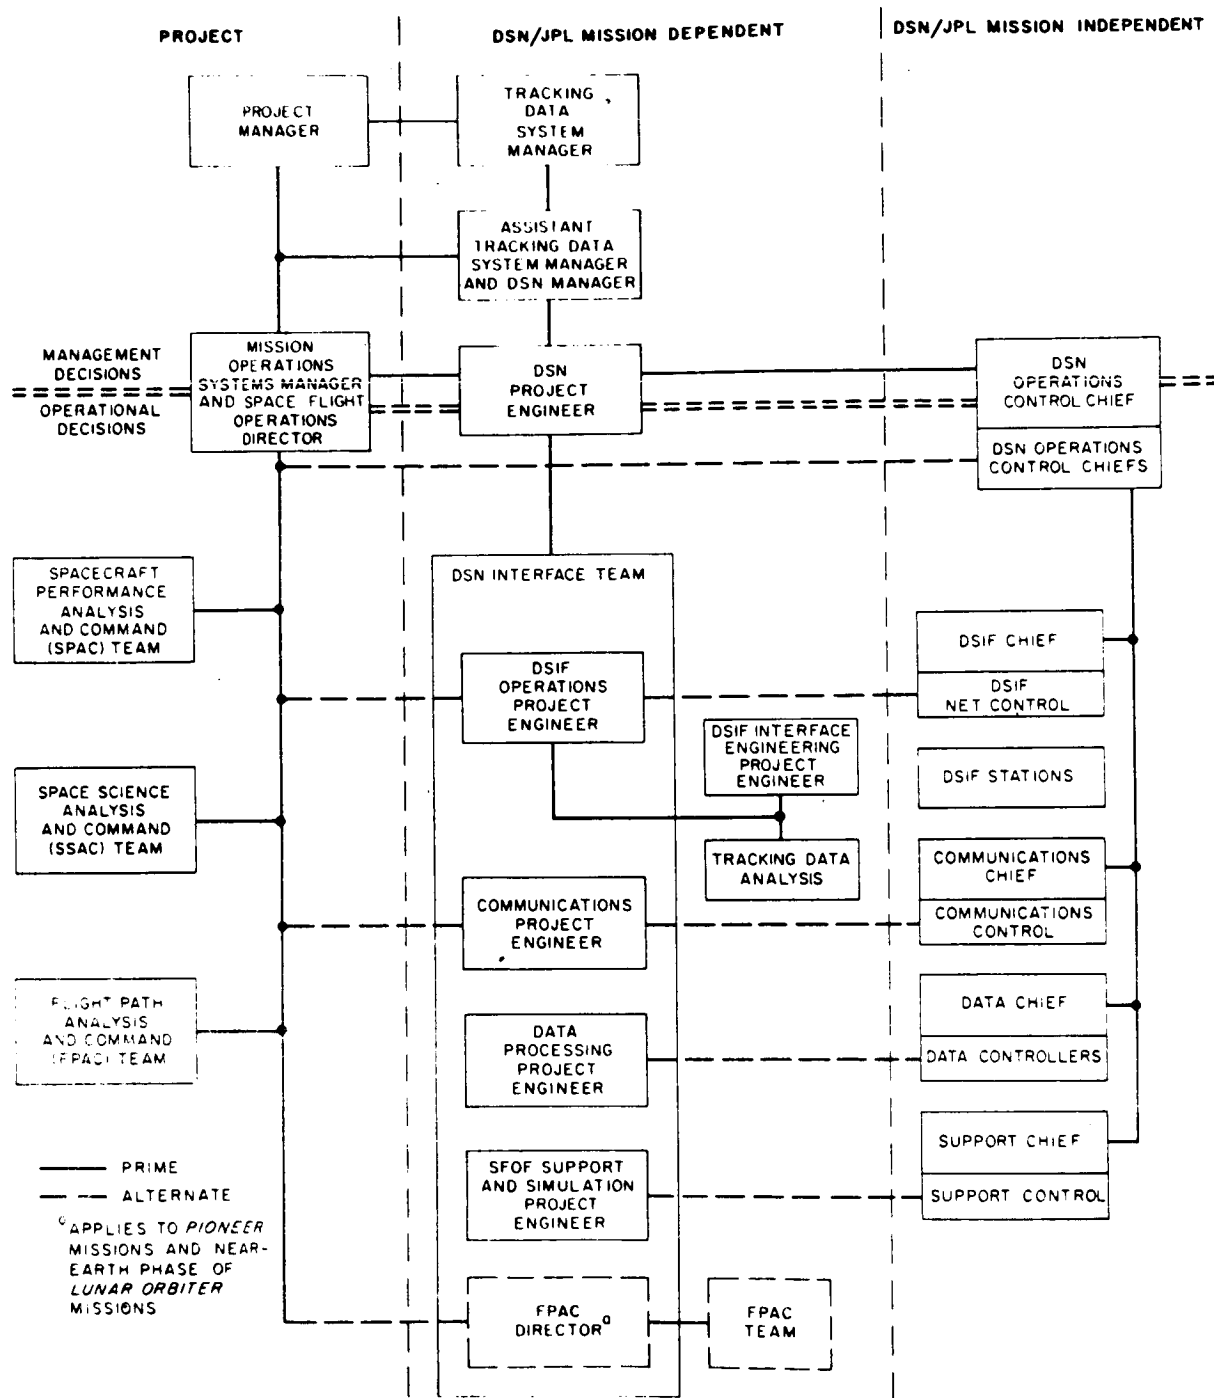 PROJECT
DSN/JPL MISSION DEPENDENT
DSN/JPL MISSION INDEPENDENT
PROJECT
MANAGER
TRACKING
DATA
SYSTEM
MANAGER
ASSISTANT
TRACKING DATA
SYSTEM MANAGER
AND DSN MANAGER
MANAGEMENT
DECISIONS
OPERATIONAL
DECISIONS
MISSION
OPERATIONS
SYSTEMS MANAGER
AND SPACE FLIGHT
OPERATIONS
DIRECTOR
DSN
PROJECT
ENGINEER
DSN
OPERATIONS
CONTROL CHIEF
DSN OPERATIONS
CONTROL CHIEFS
SPACECRAFT
PERFORMANCE
ANALYSIS
AND COMMAND
(SPAC) TEAM
DSN INTERFACE TEAM
DSIF
OPERATIONS
PROJECT
ENGINEER
DSIF CHIEF
DSIF
NET CONTROL
DSIF INTERFACE
ENGINEERING
PROJECT
ENGINEER
DSIF STATIONS
SPACE SCIENCE
ANALYSIS
AND COMMAND
(SSAC) TEAM
TRACKING DATA
ANALYSIS
COMMUNICATIONS
CHIEF
COMMUNICATIONS
CONTROL
COMMUNICATIONS
PROJECT
ENGINEER
FLIGHT PATH
ANALYSIS
AND COMMAND
(FPAC) TEAM
DATA
PROCESSING
PROJECT
ENGINEER
DATA CHIEF
DATA CONTROLLERS
SFOF SUPPORT
AND SIMULATION
PROJECT
ENGINEER
SUPPORT CHIEF
SUPPORT CONTROL
PRIME
ALTERNATE
a APPLIES TO PIONEER
MISSIONS AND NEAR-
EARTH PHASE OF
LUNAR ORBITER
MISSIONS
FPAC
DIRECTOR a
FPAC
TEAM